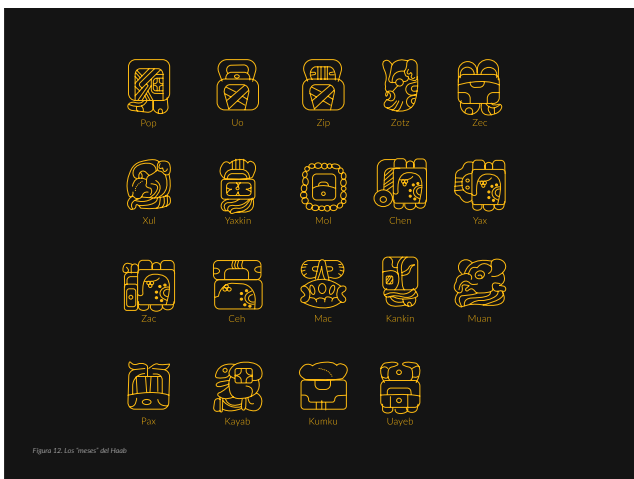 Pop Uo Zip Zotz Zec
Xul Yaxkin Mol Chen Yax
Zac Ceh Mac Kankin Muan
Pax Kayab Kumku Uayeb
Figura 12. Los "meses" del Haab